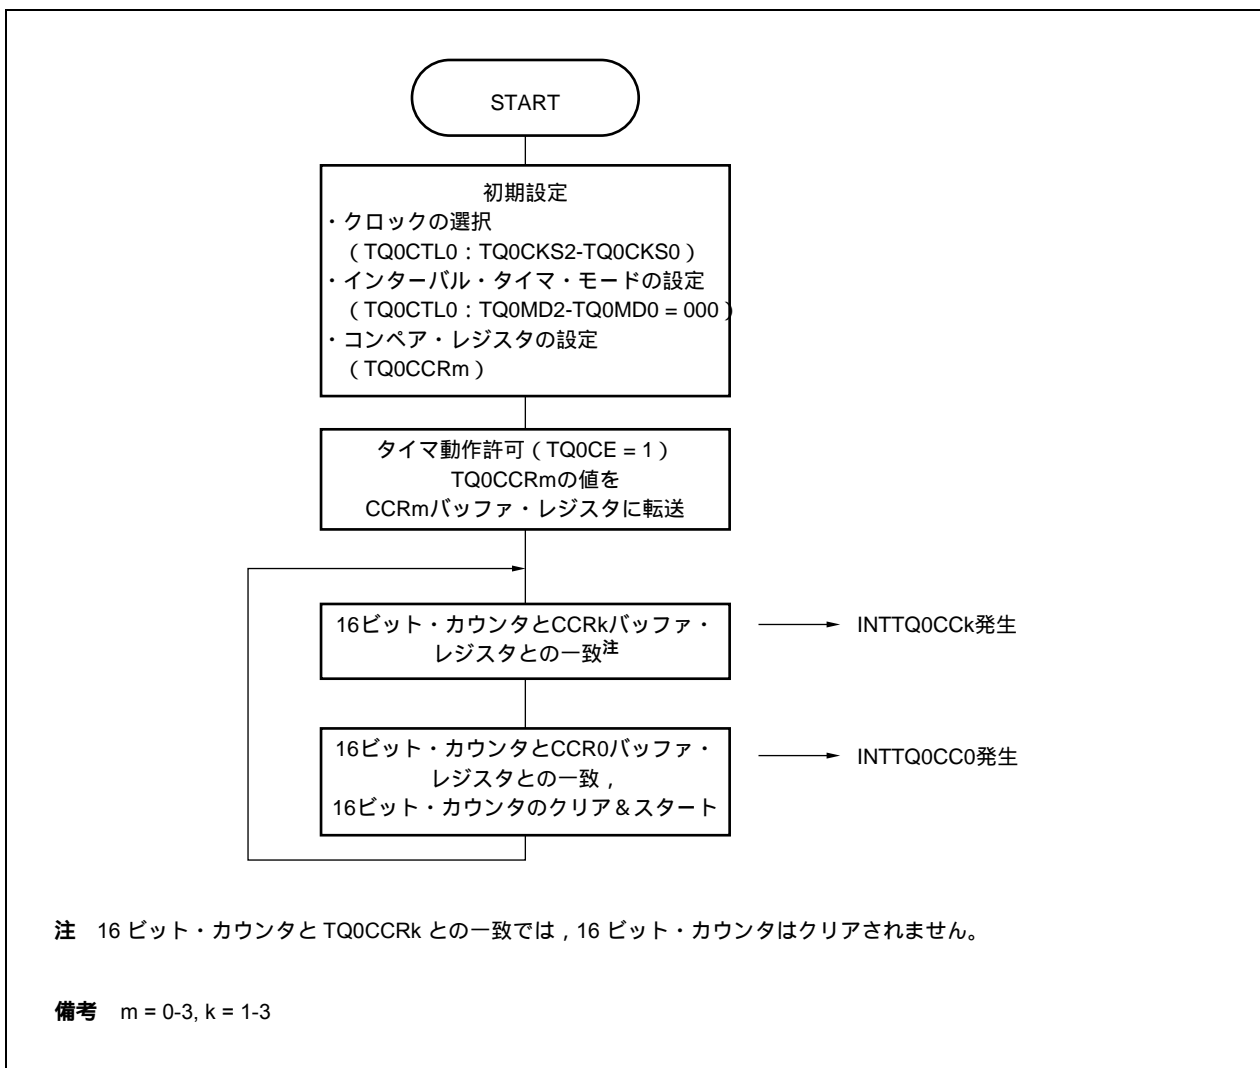 START
初期設定
・クロックの選択
（TQ0CTL0：TQ0CKS2-TQ0CKS0）
・インターバル・タイマ・モードの設定
（TQ0CTL0：TQ0MD2-TQ0MD0 = 000）
・コンペア・レジスタの設定
（TQ0CCRm）
タイマ動作許可（TQ0CE = 1）
TQ0CCRmの値を
CCRmバッファ・レジスタに転送
16ビット・カウンタとCCRkバッファ・
レジスタとの一致注
INTTQ0CCk発生
16ビット・カウンタとCCR0バッファ・
レジスタとの一致，
16ビット・カウンタのクリア＆スタート
INTTQ0CC0発生
注 16 ビット・カウンタと TQ0CCRk との一致では，16 ビット・カウンタはクリアされません。
備考 m = 0-3, k = 1-3